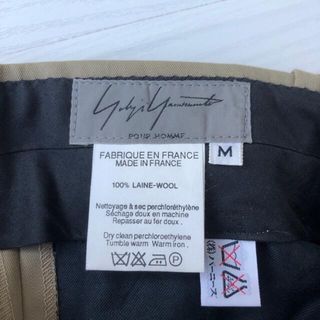 Yohji Yamamoto
POUR HOMME
M
FABRIQUE EN FRANCE
MADE IN FRANCE
100% LAINE-WOOL
Nettoyage à sec perchloréthylène
Séchage doux en machine
Repasser au fer doux .
Dry clean perchloroethylene
Tumble warm Warm iron .
P